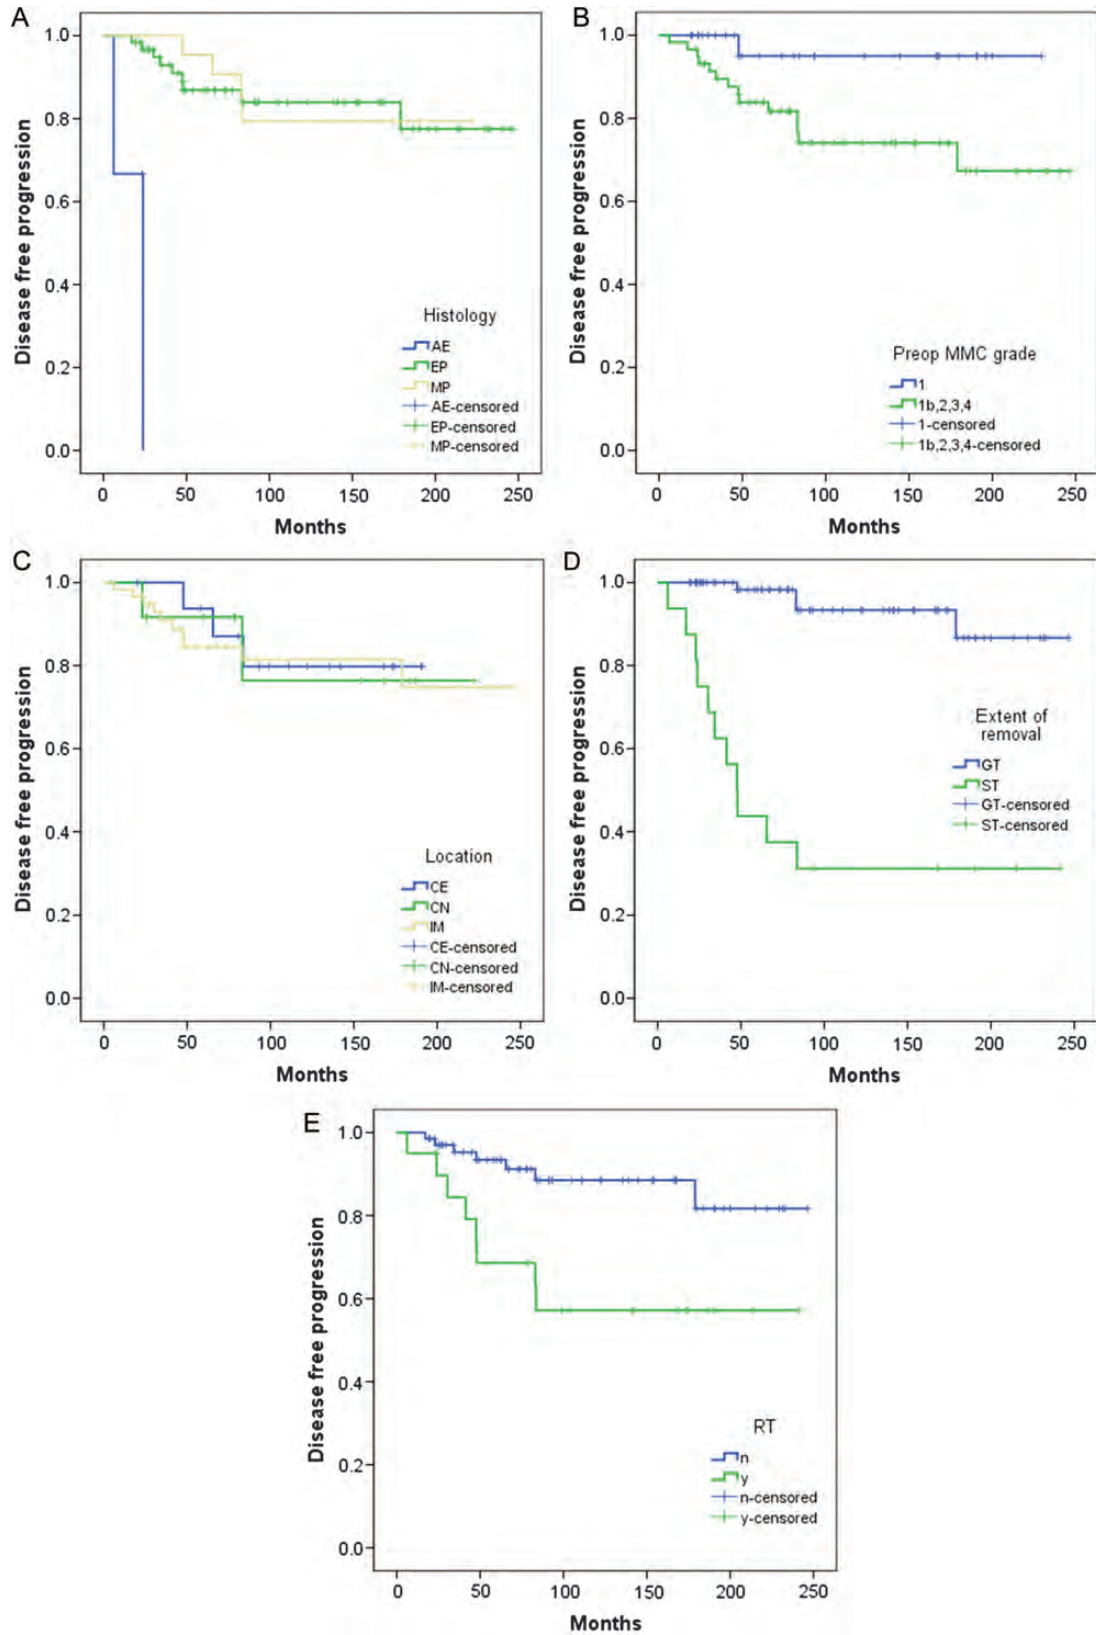 A
Disease free progression
1.0
0.8
0.6
0.4
0.2
0.0
Histology
AE
EP
MP
AE-censored
EP-censored
MP-censored
0 50 100 150 200 250
Months
B
Disease free progression
1.0
0.8
0.6
0.4
0.2
0.0
Preop MMC grade
1
1b,2,3,4
1-censored
1b,2,3,4-censored
0 50 100 150 200 250
Months
C
Disease free progression
1.0
0.8
0.6
0.4
0.2
0.0
Location
CE
CN
IM
CE-censored
CN-censored
IM-censored
0 50 100 150 200 250
Months
D
Disease free progression
1.0
0.8
0.6
0.4
0.2
0.0
Extent of
removal
GT
ST
GT-censored
ST-censored
0 50 100 150 200 250
Months
E
Disease free progression
1.0
0.8
0.6
0.4
0.2
0.0
RT
n
y
n-censored
y-censored
0 50 100 150 200 250
Months